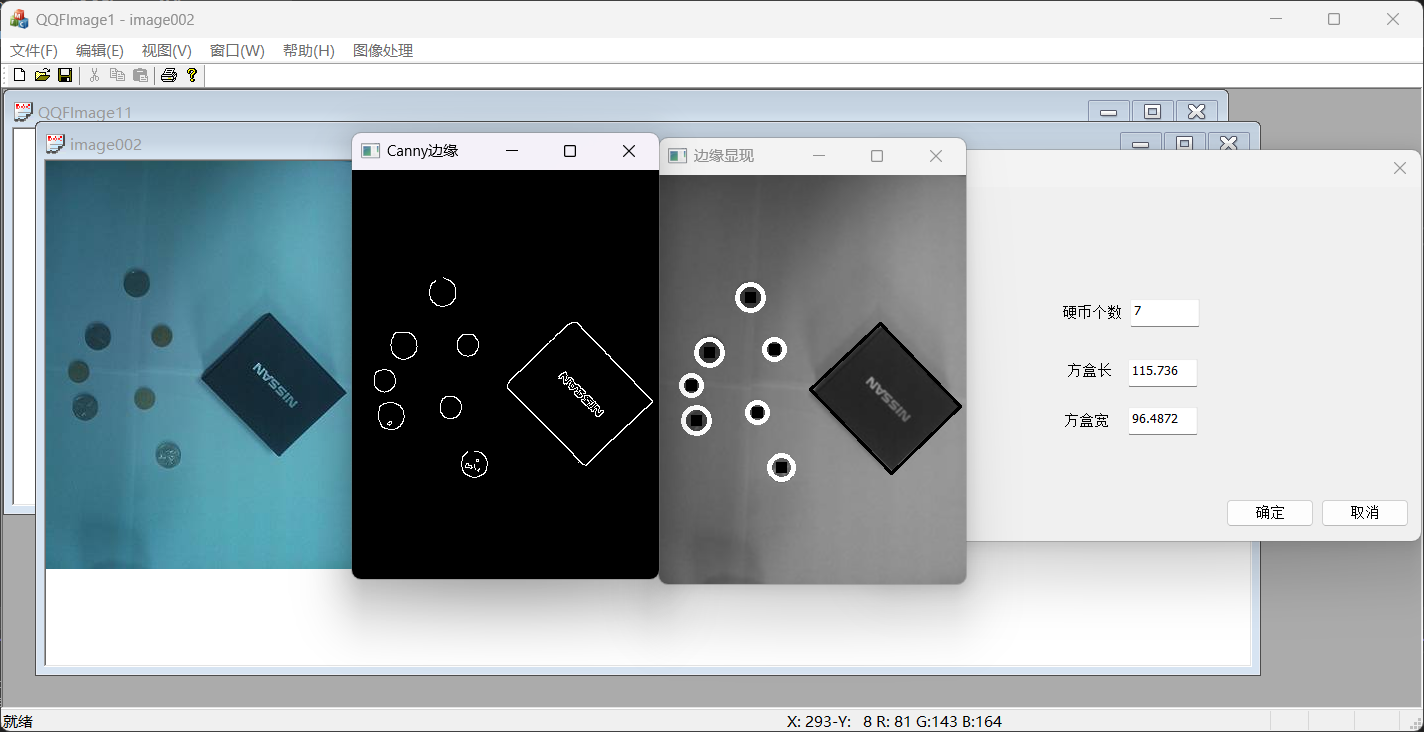 QQFImage1 - image002
文件(F) 编辑(E) 视图(V) 窗口(W) 帮助(H) 图像处理
QQFImage11
image002
Canny边缘
边缘显现
NISSAN
NISSAN
NISSAN
硬币个数 7
方盒长 115.736
方盒宽 96.4872
确定 取消
就绪
X: 293-Y: 8 R: 81 G:143 B:164